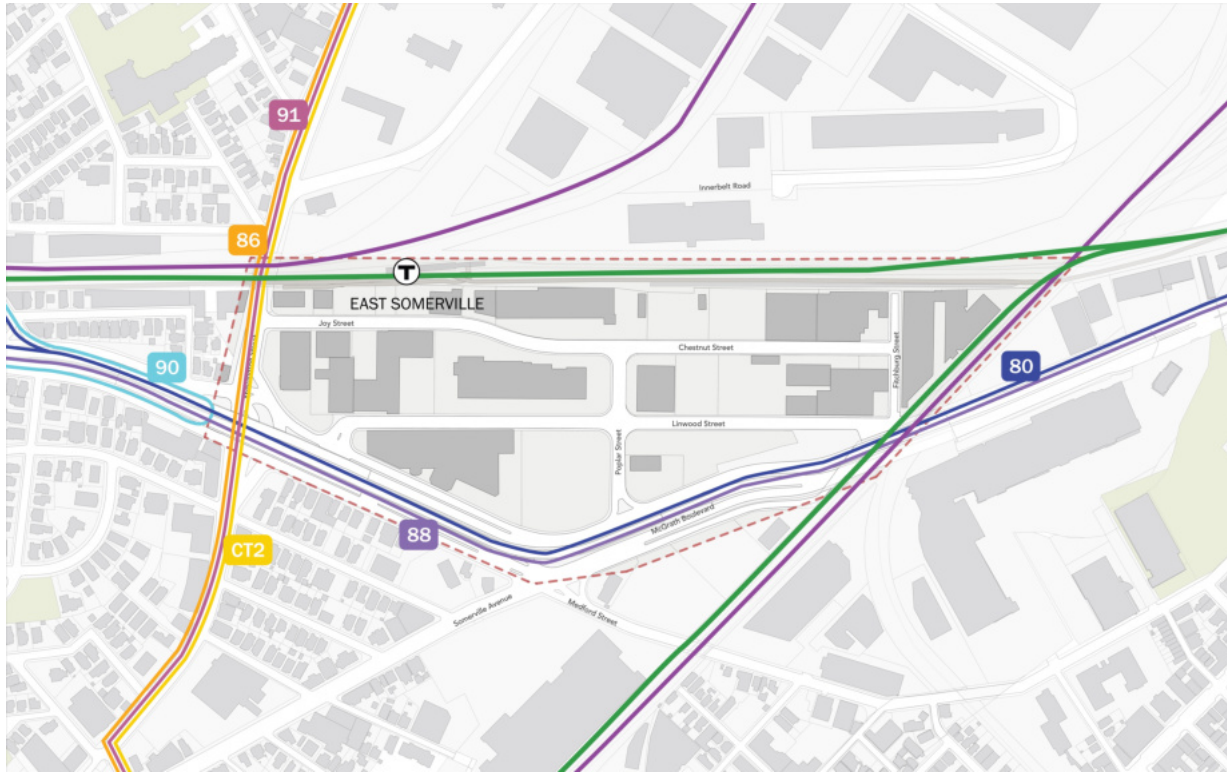 91
Innerbelt Road
86
T
EAST SOMERVILLE
Joy Street
Chestnut Street
Fitchburg Street
90
80
Linwood Street
Poplar Street
McGrath Boulevard
88
CT2
Somerville Avenue
Medford Street